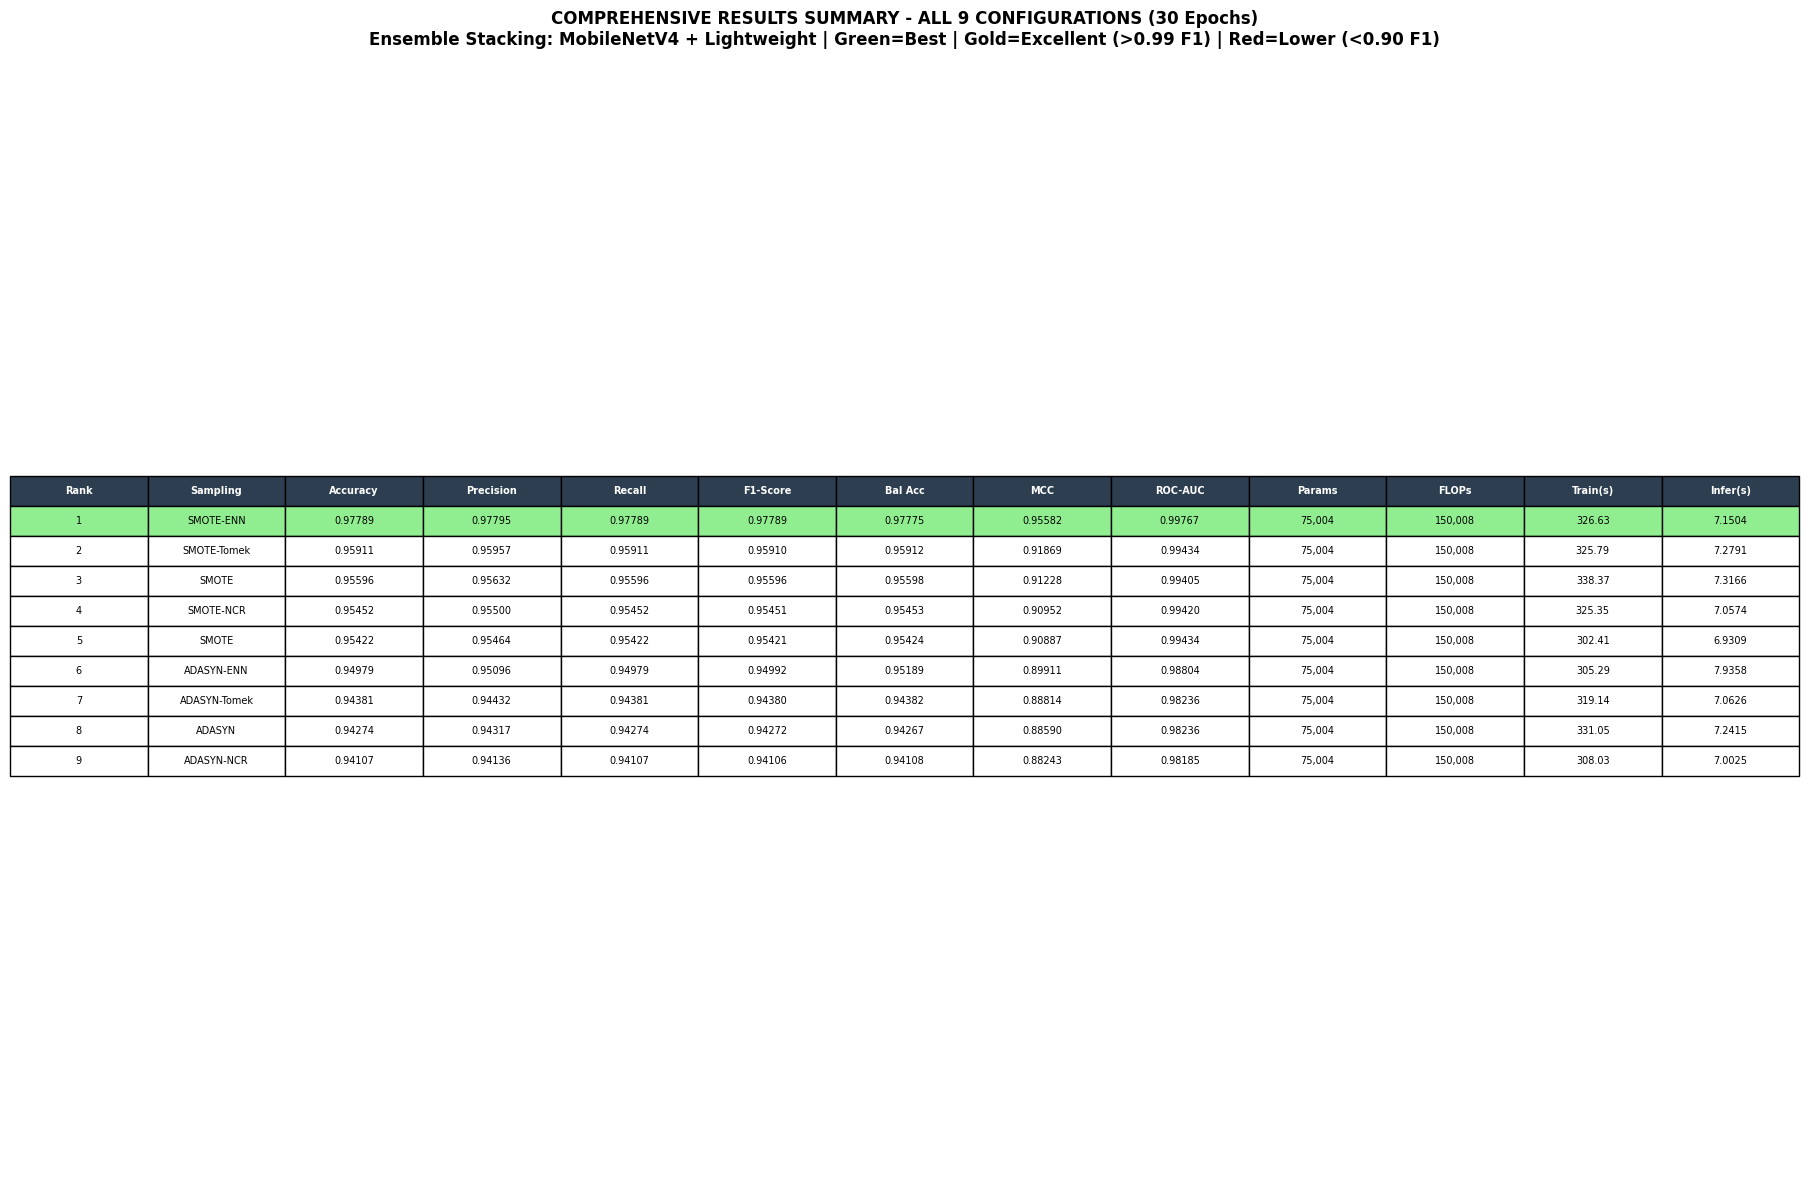 COMPREHENSIVE RESULTS SUMMARY - ALL 9 CONFIGURATIONS (30 Epochs)
Ensemble Stacking: MobileNetV4 + Lightweight | Green=Best | Gold=Excellent (>0.99 F1) | Red=Lower (<0.90 F1)
Rank Sampling Accuracy Precision Recall F1-Score Bal Acc MCC ROC-AUC Params FLOPs Train(s) Infer(s)
1 SMOTE-ENN 0.97789 0.97795 0.97789 0.97789 0.97775 0.95582 0.99767 75,004 150,008 326.63 7.1504
2 SMOTE-Tomek 0.95911 0.95957 0.95911 0.95910 0.95912 0.91869 0.99434 75,004 150,008 325.79 7.2791
3 SMOTE 0.95596 0.95632 0.95596 0.95596 0.95598 0.91228 0.99405 75,004 150,008 338.37 7.3166
4 SMOTE-NCR 0.95452 0.95500 0.95452 0.95451 0.95453 0.90952 0.99420 75,004 150,008 325.35 7.0574
5 SMOTE 0.95422 0.95464 0.95422 0.95421 0.95424 0.90887 0.99434 75,004 150,008 302.41 6.9309
6 ADASYN-ENN 0.94979 0.95096 0.94979 0.94992 0.95189 0.89911 0.98804 75,004 150,008 305.29 7.9358
7 ADASYN-Tomek 0.94381 0.94432 0.94381 0.94380 0.94382 0.88814 0.98236 75,004 150,008 319.14 7.0626
8 ADASYN 0.94274 0.94317 0.94274 0.94272 0.94267 0.88590 0.98236 75,004 150,008 331.05 7.2415
9 ADASYN-NCR 0.94107 0.94136 0.94107 0.94106 0.94108 0.88243 0.98185 75,004 150,008 308.03 7.0025